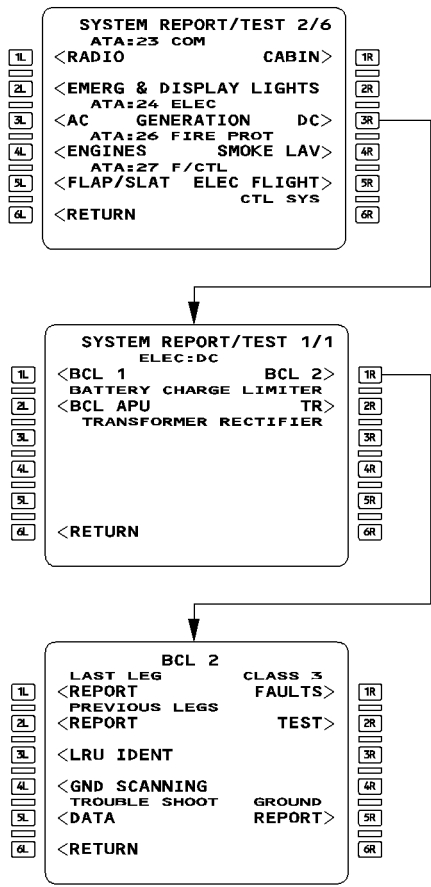 SYSTEM REPORT/TEST 2/6
ATA:23 COM
1L <RADIO CABIN> 1R
2L <EMERG & DISPLAY LIGHTS 2R
ATA:24 ELEC
3L <AC GENERATION DC> 3R
ATA:26 FIRE PROT
4L <ENGINES SMOKE LAV> 4R
ATA:27 F/CTL
5L <FLAP/SLAT ELEC FLIGHT> 5R
CTL SYS
6L <RETURN 6R
SYSTEM REPORT/TEST 1/1
ELEC:DC
1L <BCL 1 BCL 2> 1R
BATTERY CHARGE LIMITER
2L <BCL APU TR> 2R
TRANSFORMER RECTIFIER
3L 3R
4L 4R
5L 5R
6L <RETURN 6R
BCL 2
LAST LEG CLASS 3
1L <REPORT FAULTS> 1R
PREVIOUS LEGS
2L <REPORT TEST> 2R
3L <LRU IDENT 3R
4L <GND SCANNING 4R
TROUBLE SHOOT GROUND
5L <DATA REPORT> 5R
6L <RETURN 6R